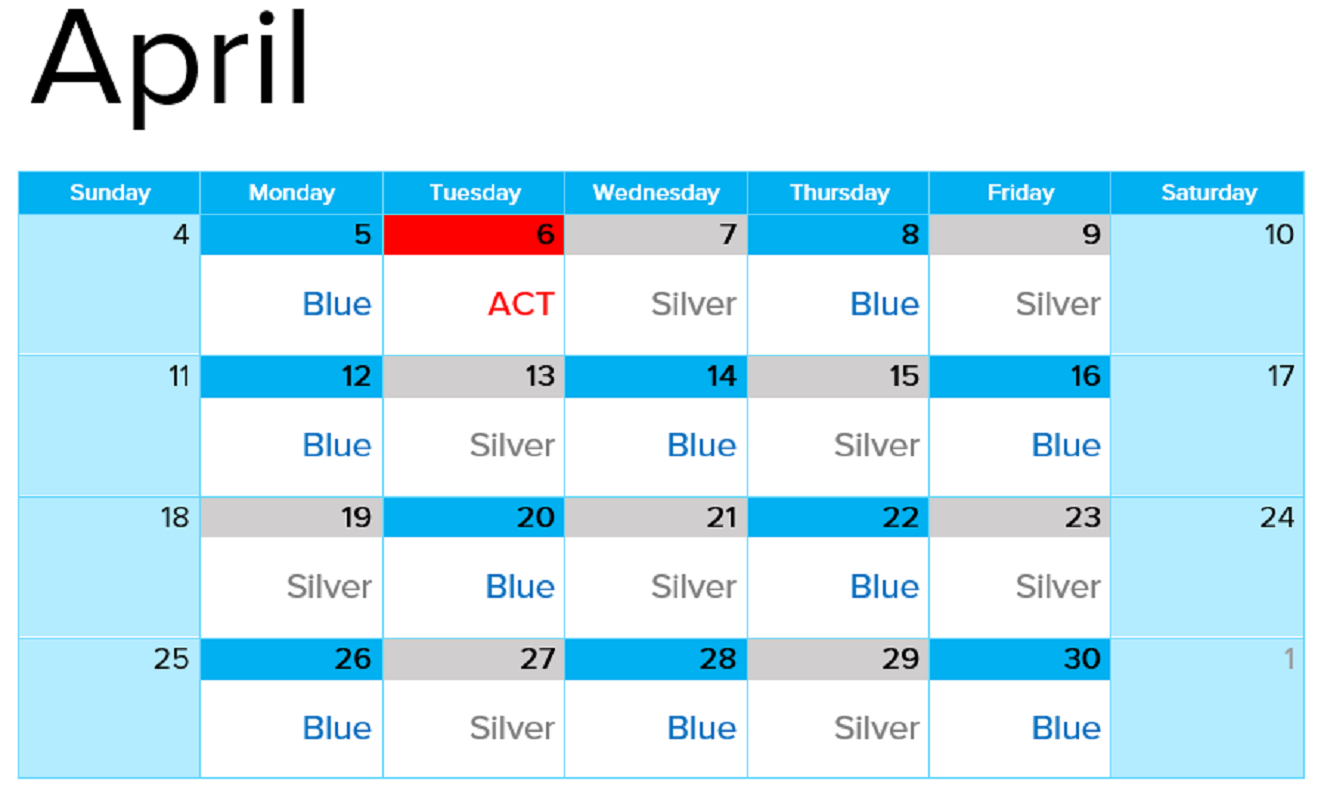 April
Sunday Monday Tuesday Wednesday Thursday Friday Saturday
4 5 6 7 8 9 10
Blue ACT Silver Blue Silver
11 12 13 14 15 16 17
Blue Silver Blue Silver Blue
18 19 20 21 22 23 24
Silver Blue Silver Blue Silver
25 26 27 28 29 30 1
Blue Silver Blue Silver Blue